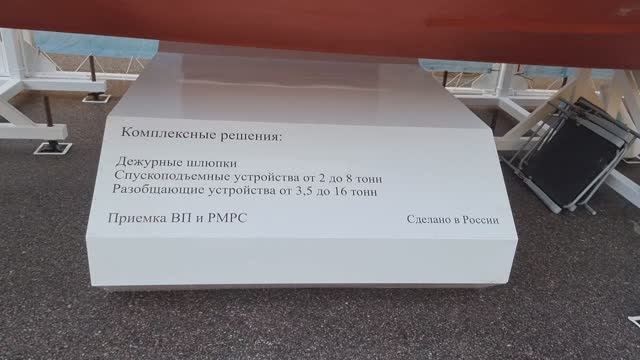 Комплексные решения:
Дежурные шлюпки
Спускоподъемные устройства от 2 до 8 тонн
Разобщающие устройства от 3,5 до 16 тонн
Приемка ВП и РМРС
Сделано в России